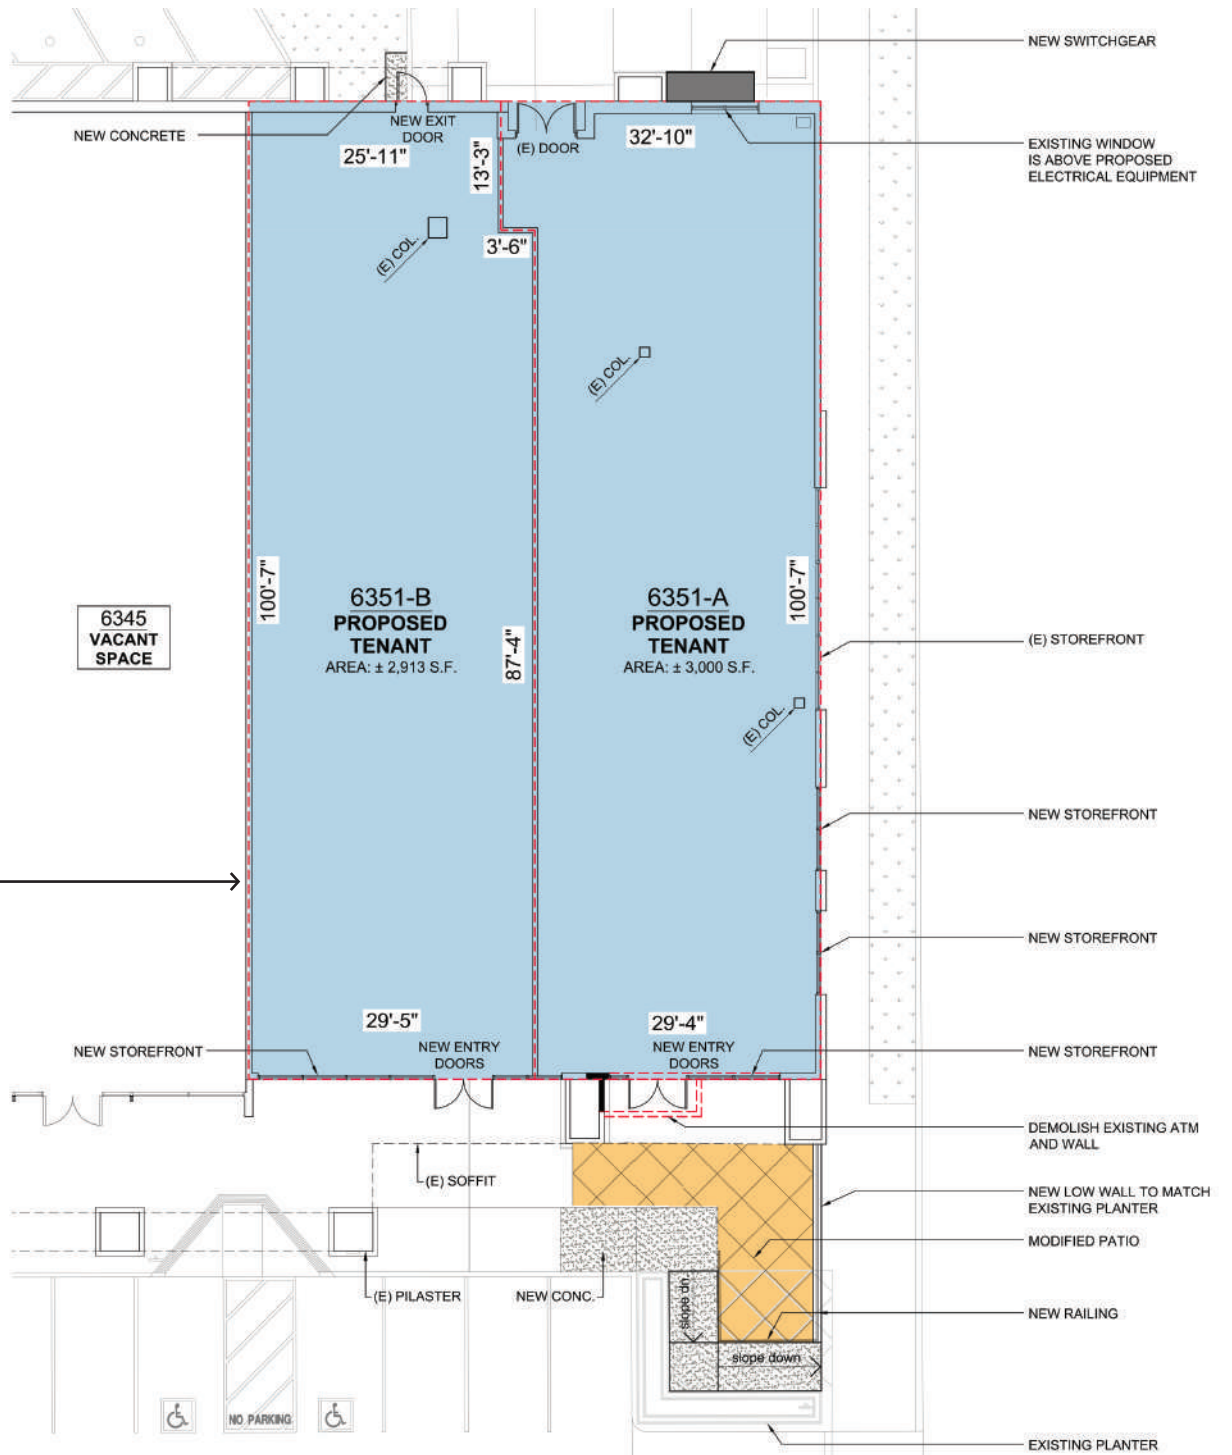 NEW SWITCHGEAR
NEW CONCRETE
NEW EXIT
DOOR
25'-11"
13'-3"
(E) DOOR
32'-10"
EXISTING WINDOW
IS ABOVE PROPOSED
ELECTRICAL EQUIPMENT
(E) COL.
3'-6"
(E) COL.
100'-7"
6345
VACANT
SPACE
6351-B
PROPOSED
TENANT
AREA: ± 2,913 S.F.
87'-4"
6351-A
PROPOSED
TENANT
AREA: ± 3,000 S.F.
100'-7"
(E) STOREFRONT
(E) COL.
NEW STOREFRONT
NEW STOREFRONT
29'-5"
29'-4"
NEW STOREFRONT
NEW ENTRY
DOORS
NEW ENTRY
DOORS
NEW STOREFRONT
DEMOLISH EXISTING ATM
AND WALL
(E) SOFFIT
NEW LOW WALL TO MATCH
EXISTING PLANTER
MODIFIED PATIO
(E) PILASTER
NEW CONC.
slope dn.
NEW RAILING
slope down
NO PARKING
EXISTING PLANTER